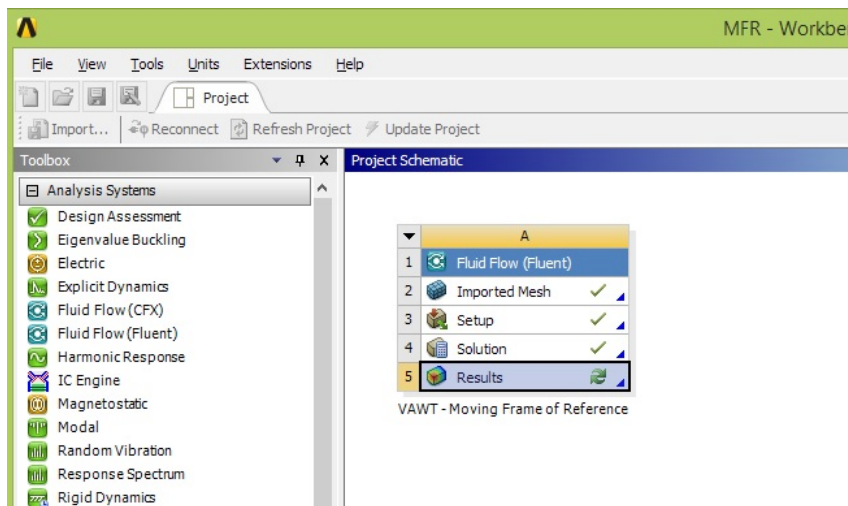 MFR - Workbe
File View Tools Units Extensions Help
Project
Import... Reconnect Refresh Project Update Project
Toolbox
Project Schematic
Analysis Systems
Design Assessment
Eigenvalue Buckling
Electric
Explicit Dynamics
Fluid Flow (CFX)
Fluid Flow (Fluent)
Harmonic Response
IC Engine
Magnetostatic
Modal
Random Vibration
Response Spectrum
Rigid Dynamics
A
1 Fluid Flow (Fluent)
2 Imported Mesh
3 Setup
4 Solution
5 Results
VAWT - Moving Frame of Reference